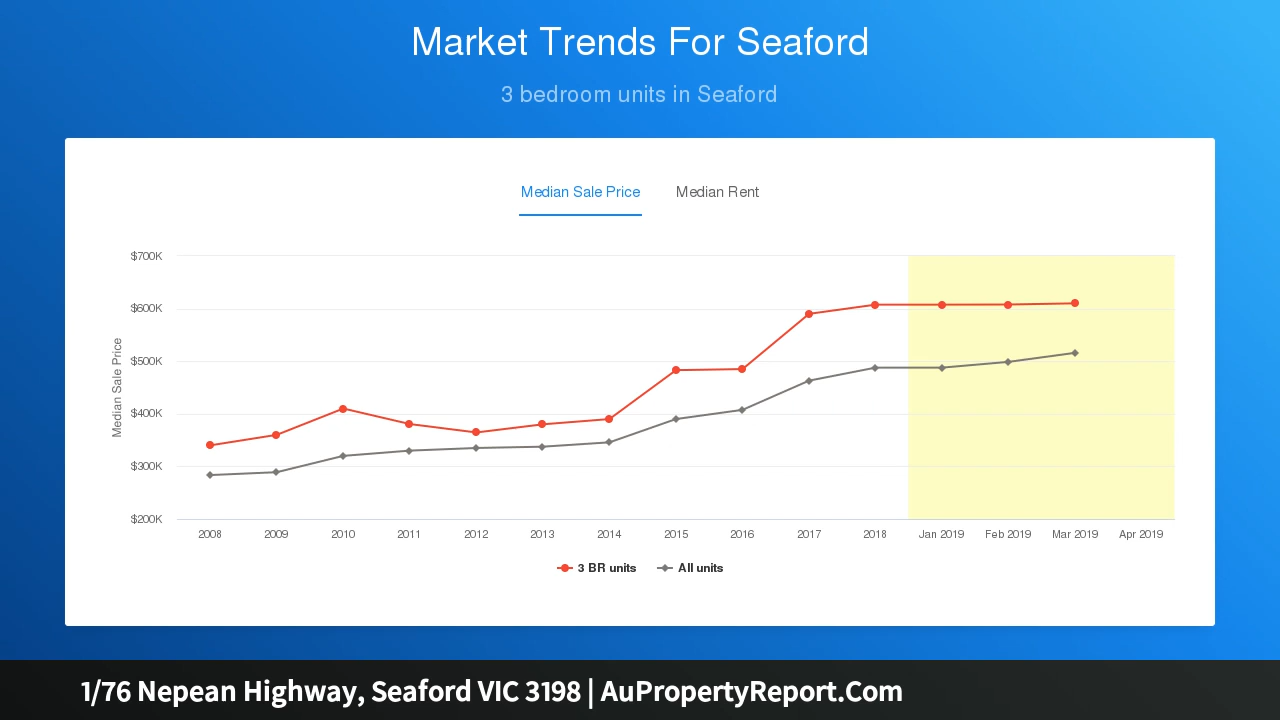 Market Trends For Seaford
3 bedroom units in Seaford
Median Sale Price Median Rent
$700K
$600K
$500K
$400K
$300K
$200K
Median Sale Price
2008 2009 2010 2011 2012 2013 2014 2015 2016 2017 2018 Jan 2019 Feb 2019 Mar 2019 Apr 2019
3 BR units All units
1/76 Nepean Highway, Seaford VIC 3198 | AuPropertyReport.Com